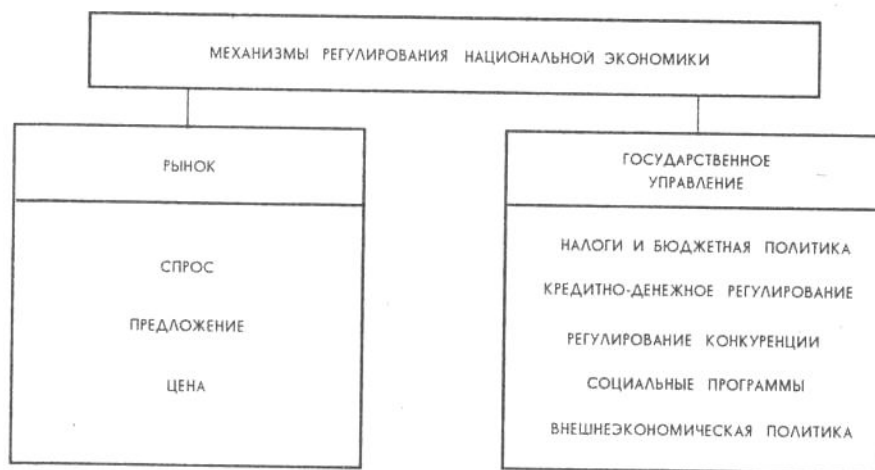 МЕХАНИЗМЫ РЕГУЛИРОВАНИЯ НАЦИОНАЛЬНОЙ ЭКОНОМИКИ
РЫНОК
СПРОС
ПРЕДЛОЖЕНИЕ
ЦЕНА
ГОСУДАРСТВЕННОЕ
УПРАВЛЕНИЕ
НАЛОГИ И БЮДЖЕТНАЯ ПОЛИТИКА
КРЕДИТНО-ДЕНЕЖНОЕ РЕГУЛИРОВАНИЕ
РЕГУЛИРОВАНИЕ КОНКУРЕНЦИИ
СОЦИАЛЬНЫЕ ПРОГРАММЫ
ВНЕШНЕЭКОНОМИЧЕСКАЯ ПОЛИТИКА